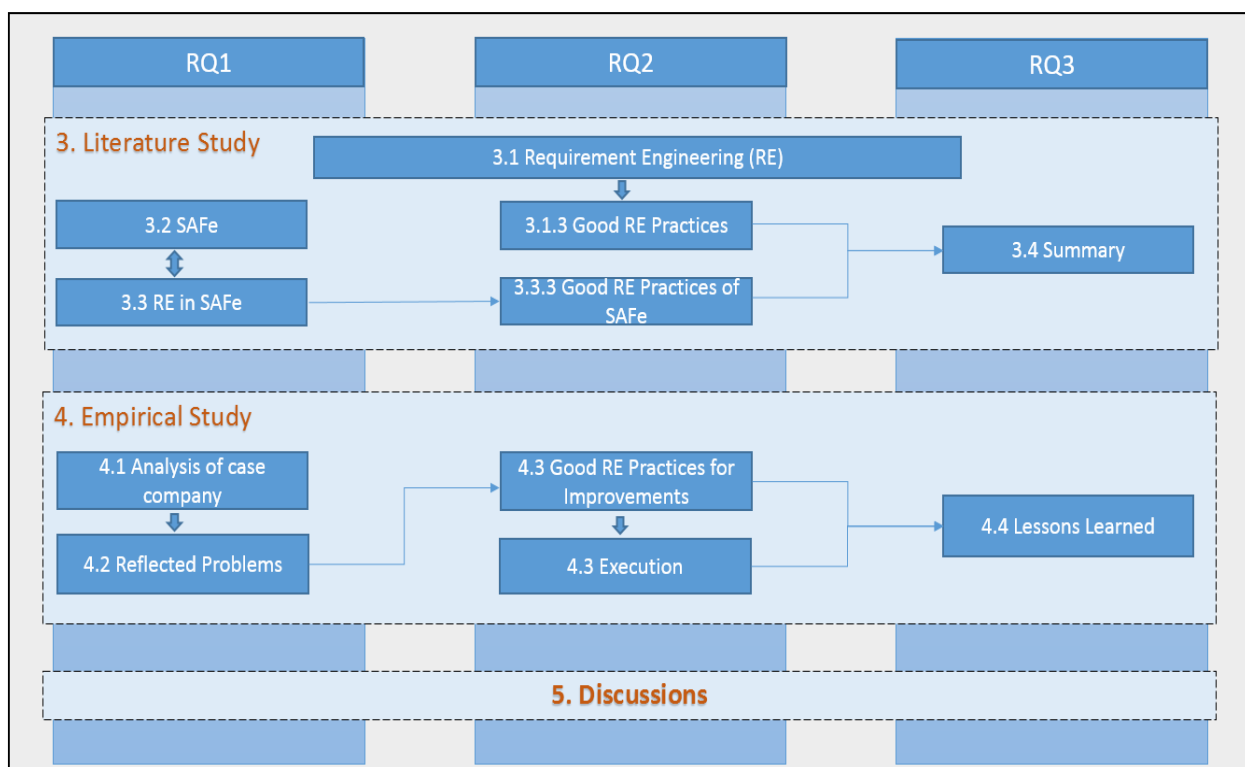 RQ1
RQ2
RQ3
3. Literature Study
3.1 Requirement Engineering (RE)
3.2 SAFe
3.1.3 Good RE Practices
3.4 Summary
3.3 RE in SAFe
3.3.3 Good RE Practices of
SAFe
4. Empirical Study
4.1 Analysis of case
company
4.3 Good RE Practices for
Improvements
4.4 Lessons Learned
4.2 Reflected Problems
4.3 Execution
5. Discussions